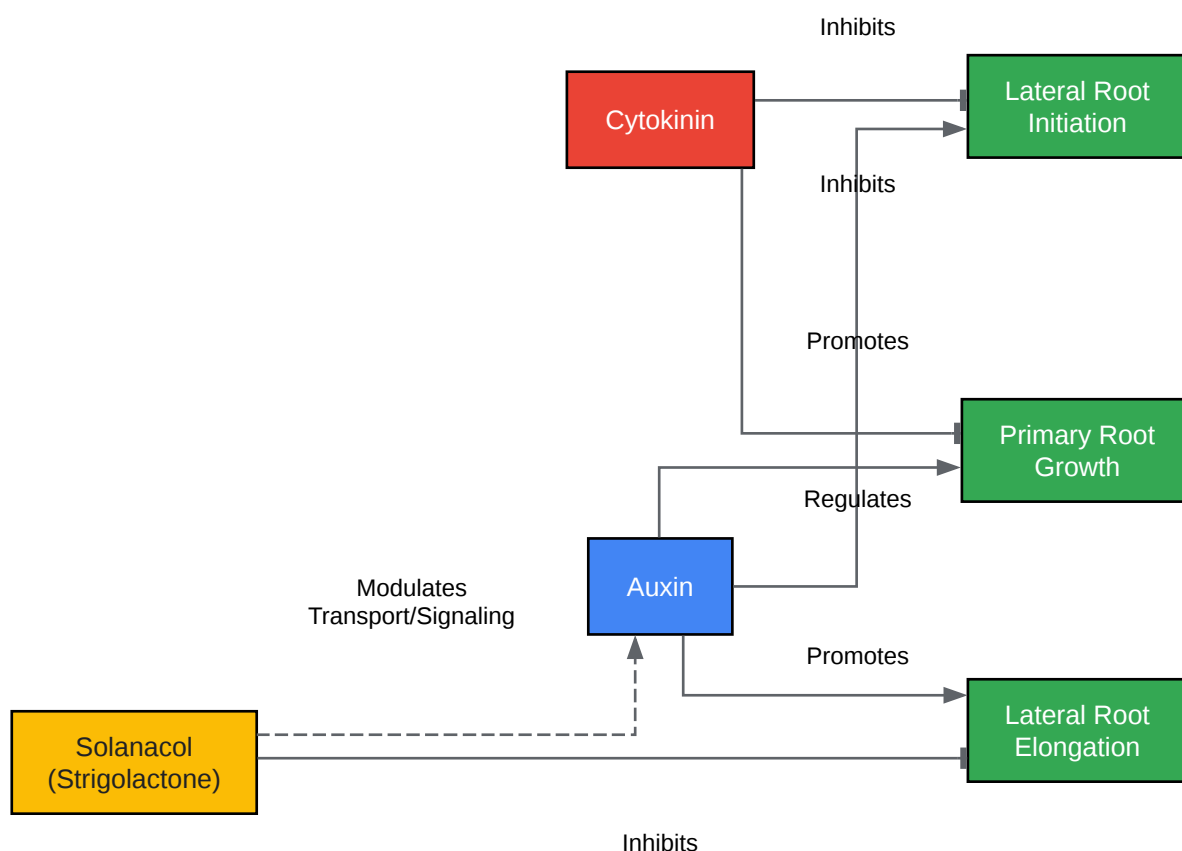 Inhibits
Cytokinin
Lateral Root
Initiation
Inhibits
Promotes
Primary Root
Growth
Regulates
Auxin
Modulates
Transport/Signaling
Promotes
Lateral Root
Elongation
Solanacol
(Strigolactone)
Inhibits